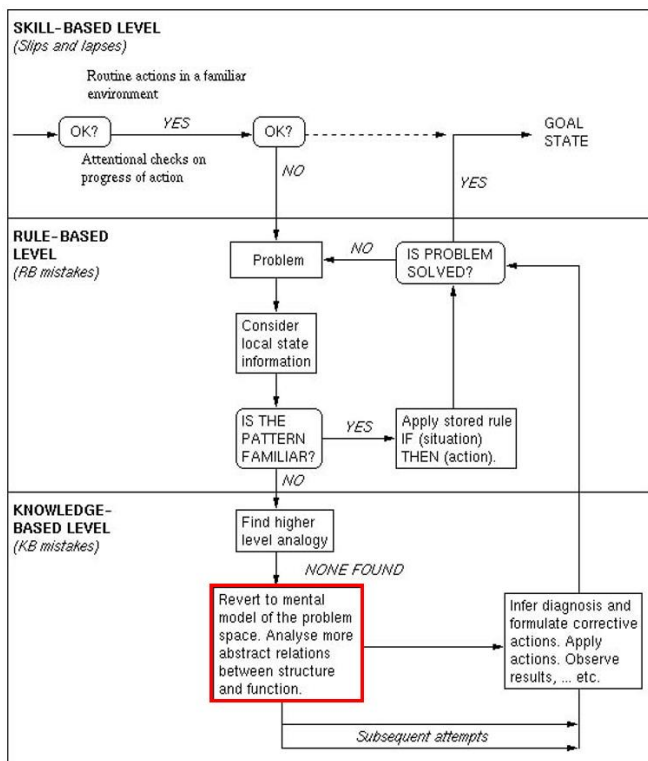 SKILL-BASED LEVEL
(Slips and lapses)
Routine actions in a familiar
environment
OK?
YES
OK?
GOAL
STATE
Attentional checks on
progress of action
NO
YES
RULE-BASED
LEVEL
(RB mistakes)
Problem
NO
IS PROBLEM
SOLVED?
Consider
local state
information
IS THE
PATTERN
FAMILIAR?
YES
Apply stored rule
IF (situation)
THEN (action).
NO
KNOWLEDGE-
BASED LEVEL
(KB mistakes)
Find higher
level analogy
NONE FOUND
Revert to mental
model of the problem
space. Analyse more
abstract relations
between structure
and function.
Infer diagnosis and
formulate corrective
actions. Apply
actions. Observe
results, ... etc.
Subsequent attempts